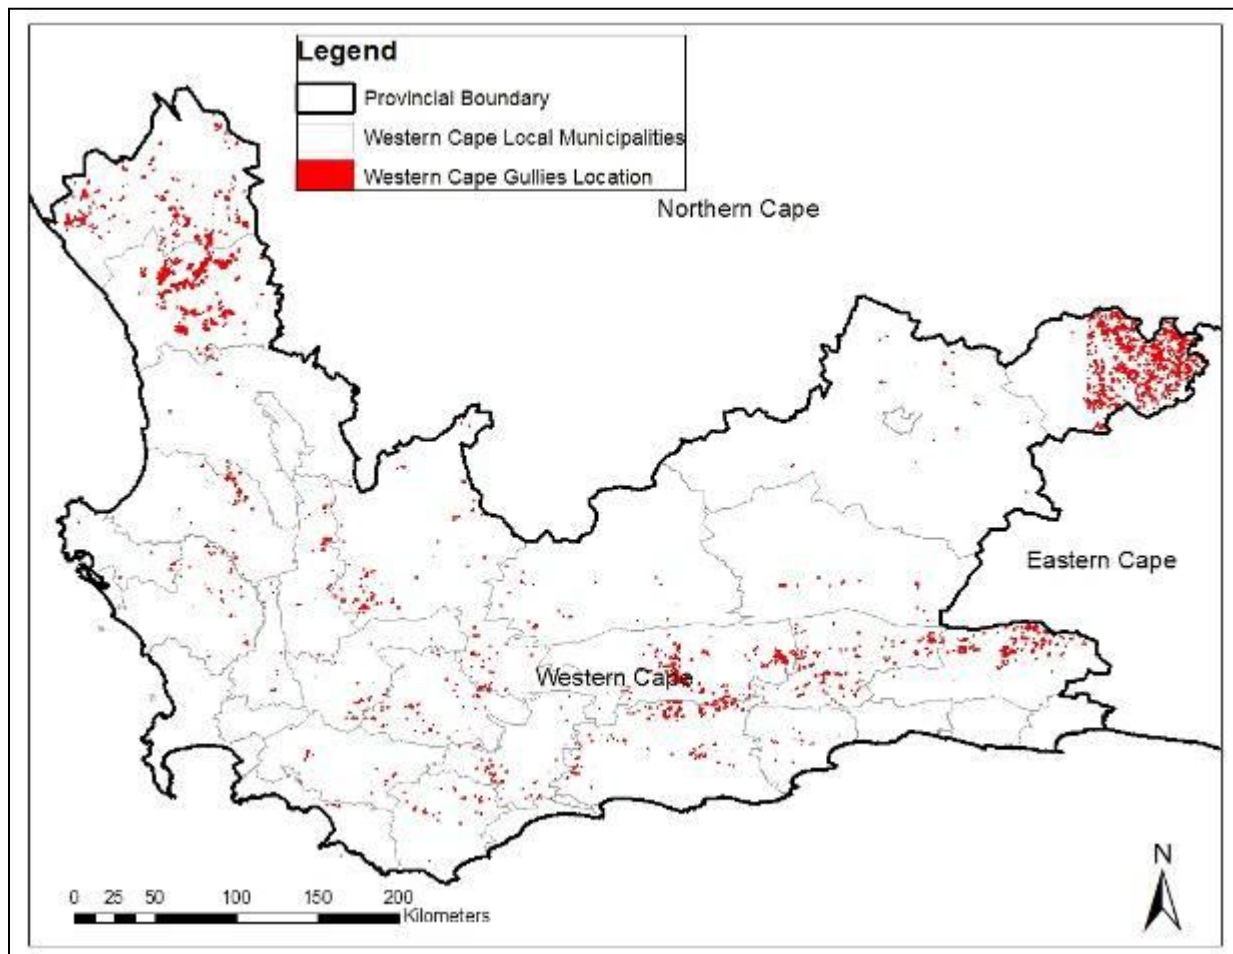 Legend
Provincial Boundary
Western Cape Local Municipalities
Western Cape Gullies Location
Northern Cape
Eastern Cape
Western Cape
N
0 25 50 100 150 200
Kilometers